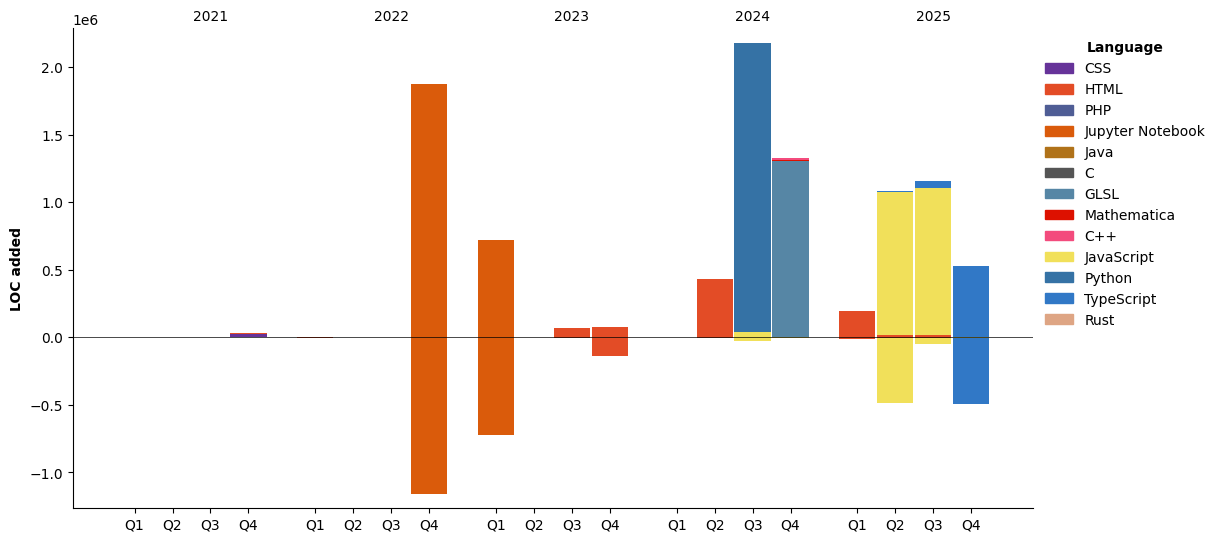 1e6
2021 2022 2023 2024 2025
Language
CSS
HTML
PHP
Jupyter Notebook
Java
C
GLSL
Mathematica
C++
JavaScript
Python
TypeScript
Rust
LOC added
2.0
1.5
1.0
0.5
0.0
−0.5
−1.0
Q1 Q2 Q3 Q4 Q1 Q2 Q3 Q4 Q1 Q2 Q3 Q4 Q1 Q2 Q3 Q4 Q1 Q2 Q3 Q4